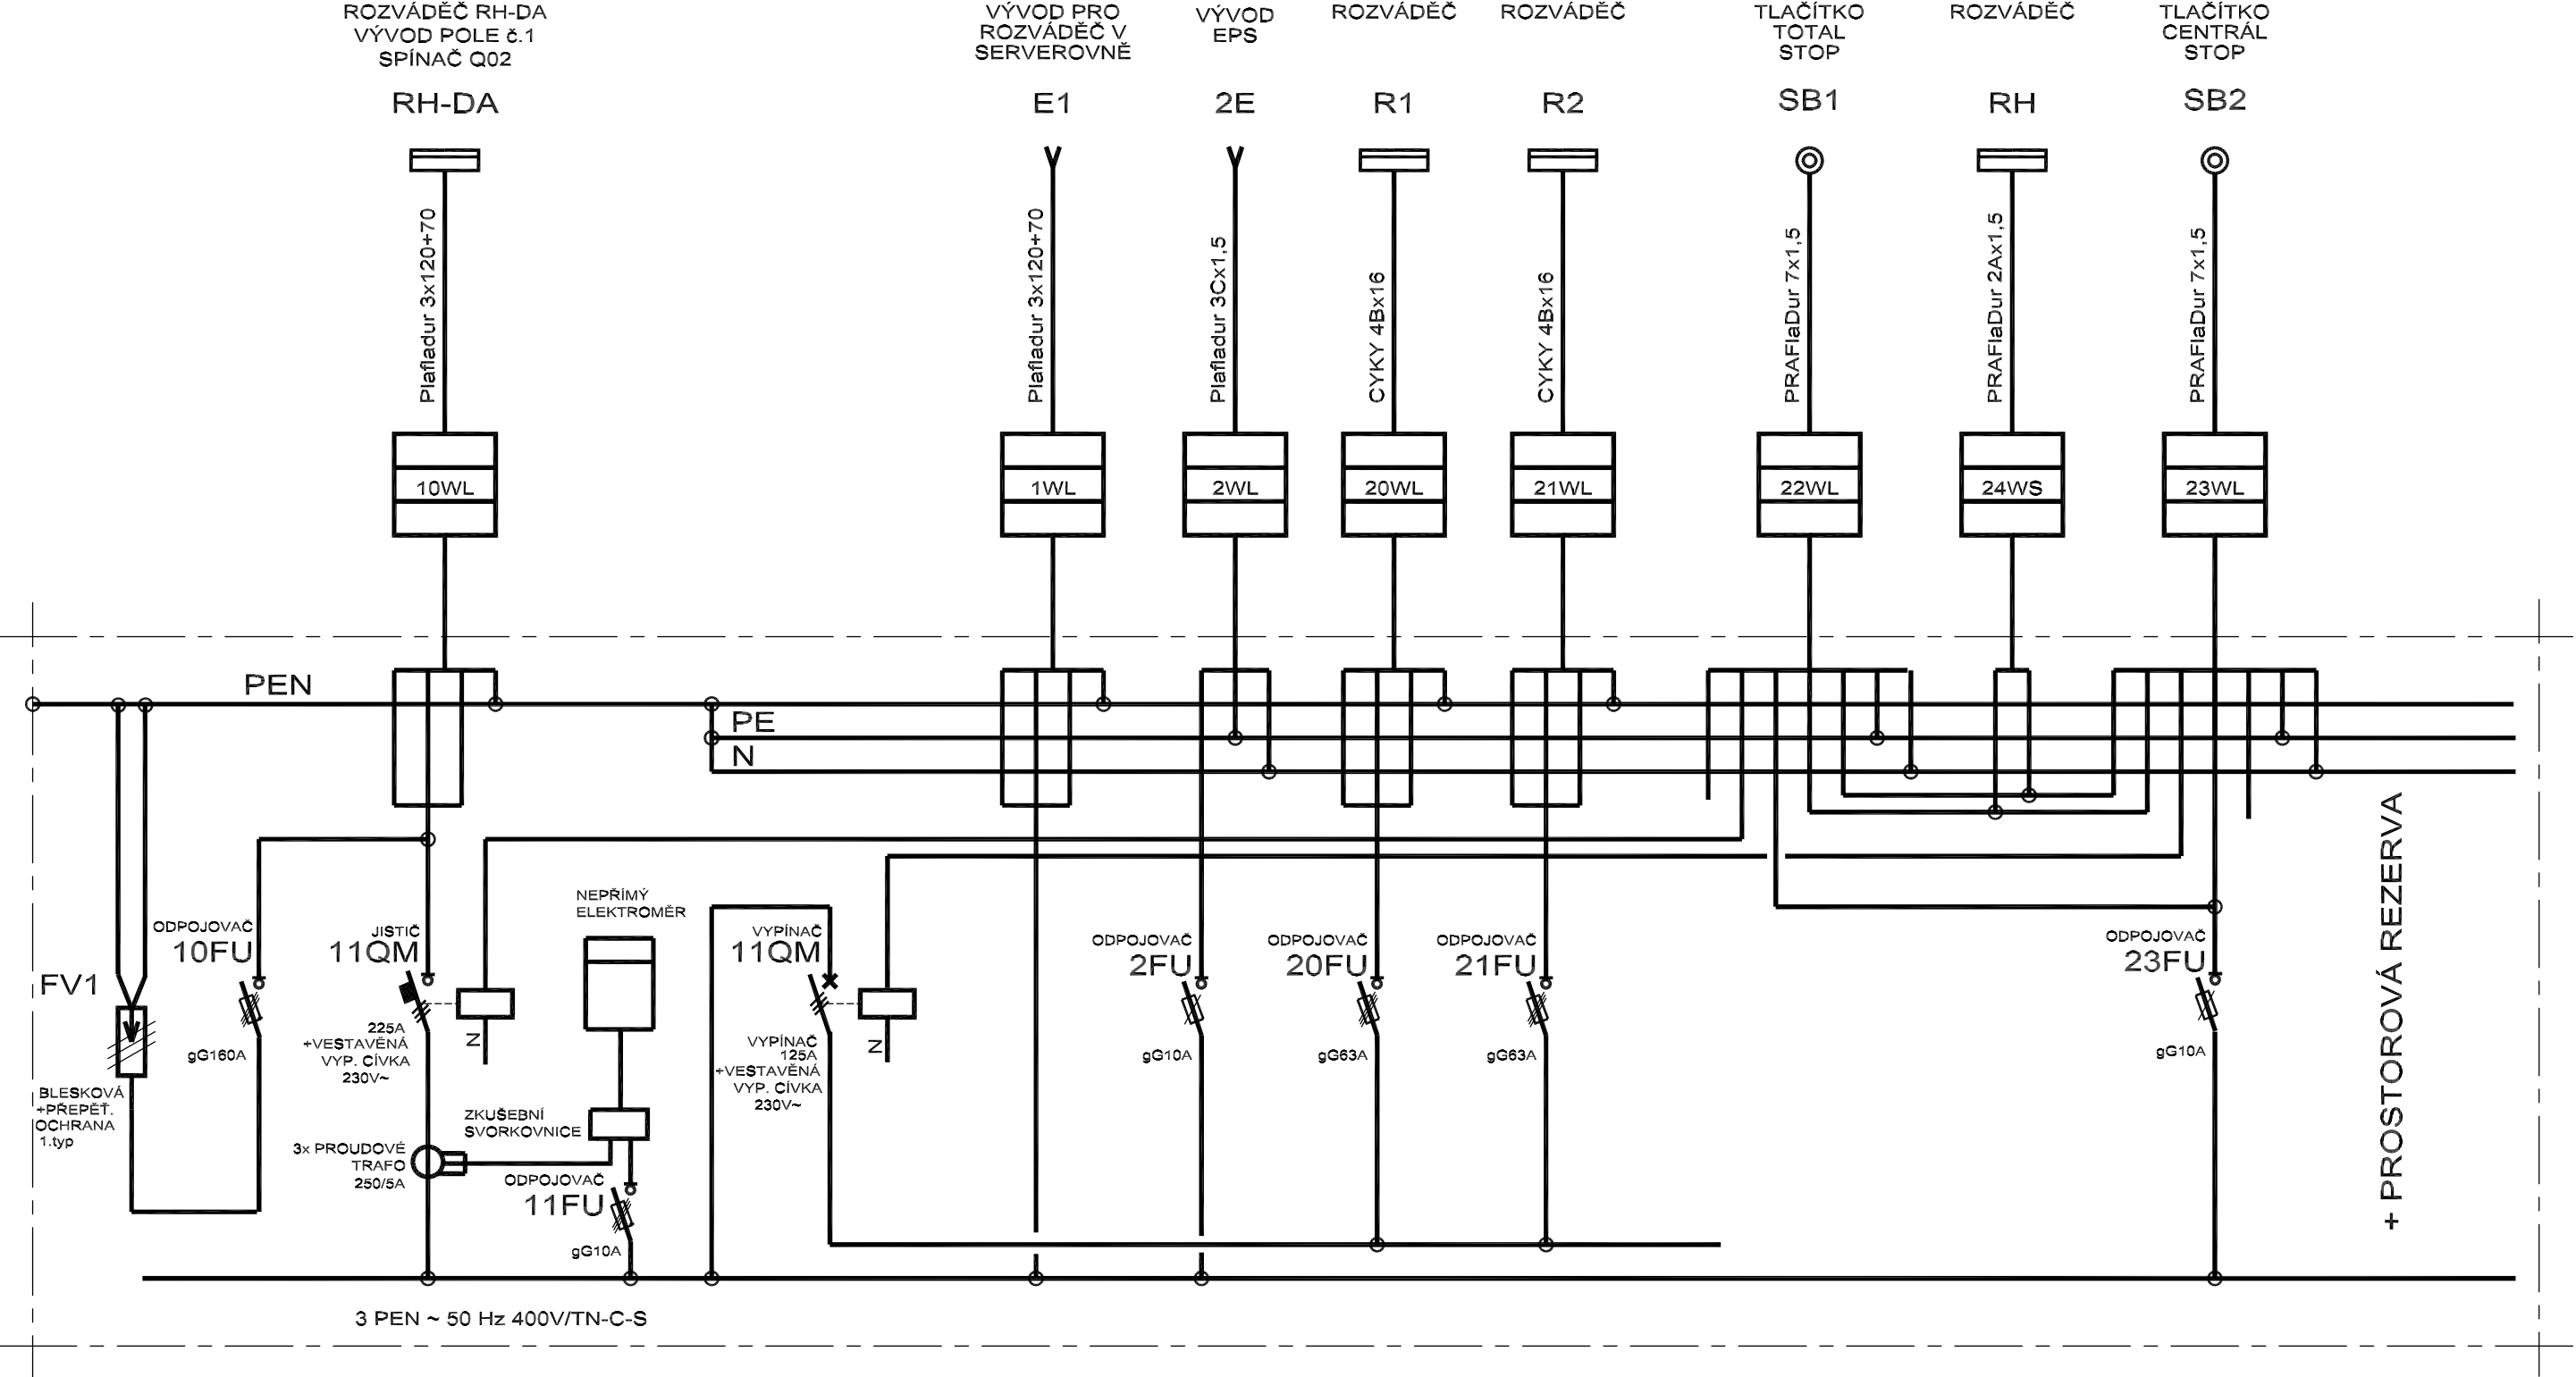 ROZVÁDĚČ RH-DA
VÝVOD POLE č.1
SPÍNAČ Q02
RH-DA
VÝVOD PRO
ROZVÁDĚČ V
SERVEROVNĚ
E1
VÝVOD
EPS
2E
ROZVÁDĚČ
R1
ROZVÁDĚČ
R2
TLAČÍTKO
TOTAL
STOP
SB1
ROZVÁDĚČ
RH
TLAČÍTKO
CENTRÁL
STOP
SB2
Plafladur 3x120+70
Plafladur 3x120+70
Plafladur 3Cx1,5
CYKY 4Bx16
CYKY 4Bx16
PRAFlaDur 7x1,5
PRAFlaDur 2Ax1,5
PRAFlaDur 7x1,5
10WL
1WL
2WL
20WL
21WL
22WL
24WS
23WL
PEN
PE
N
FV1
BLESKOVÁ
+PŘEPĚŤ.
OCHRANA
1.typ
ODPOJOVAČ
10FU
gG160A
JISTIČ
11QM
225A
+VESTAVĚNÁ
VYP. CÍVKA
230V~
N
3x PROUDOVÉ
TRAFO
250/5A
NEPŘÍMÝ
ELEKTROMĚR
ZKUŠEBNÍ
SVORKOVNICE
ODPOJOVAČ
11FU
gG10A
VYPÍNAČ
11QM
VYPÍNAČ
125A
+VESTAVĚNÁ
VYP. CÍVKA
230V~
N
ODPOJOVAČ
2FU
gG10A
ODPOJOVAČ
20FU
gG63A
ODPOJOVAČ
21FU
gG63A
ODPOJOVAČ
23FU
gG10A
+ PROSTOROVÁ REZERVA
3 PEN ~ 50 Hz 400V/TN-C-S